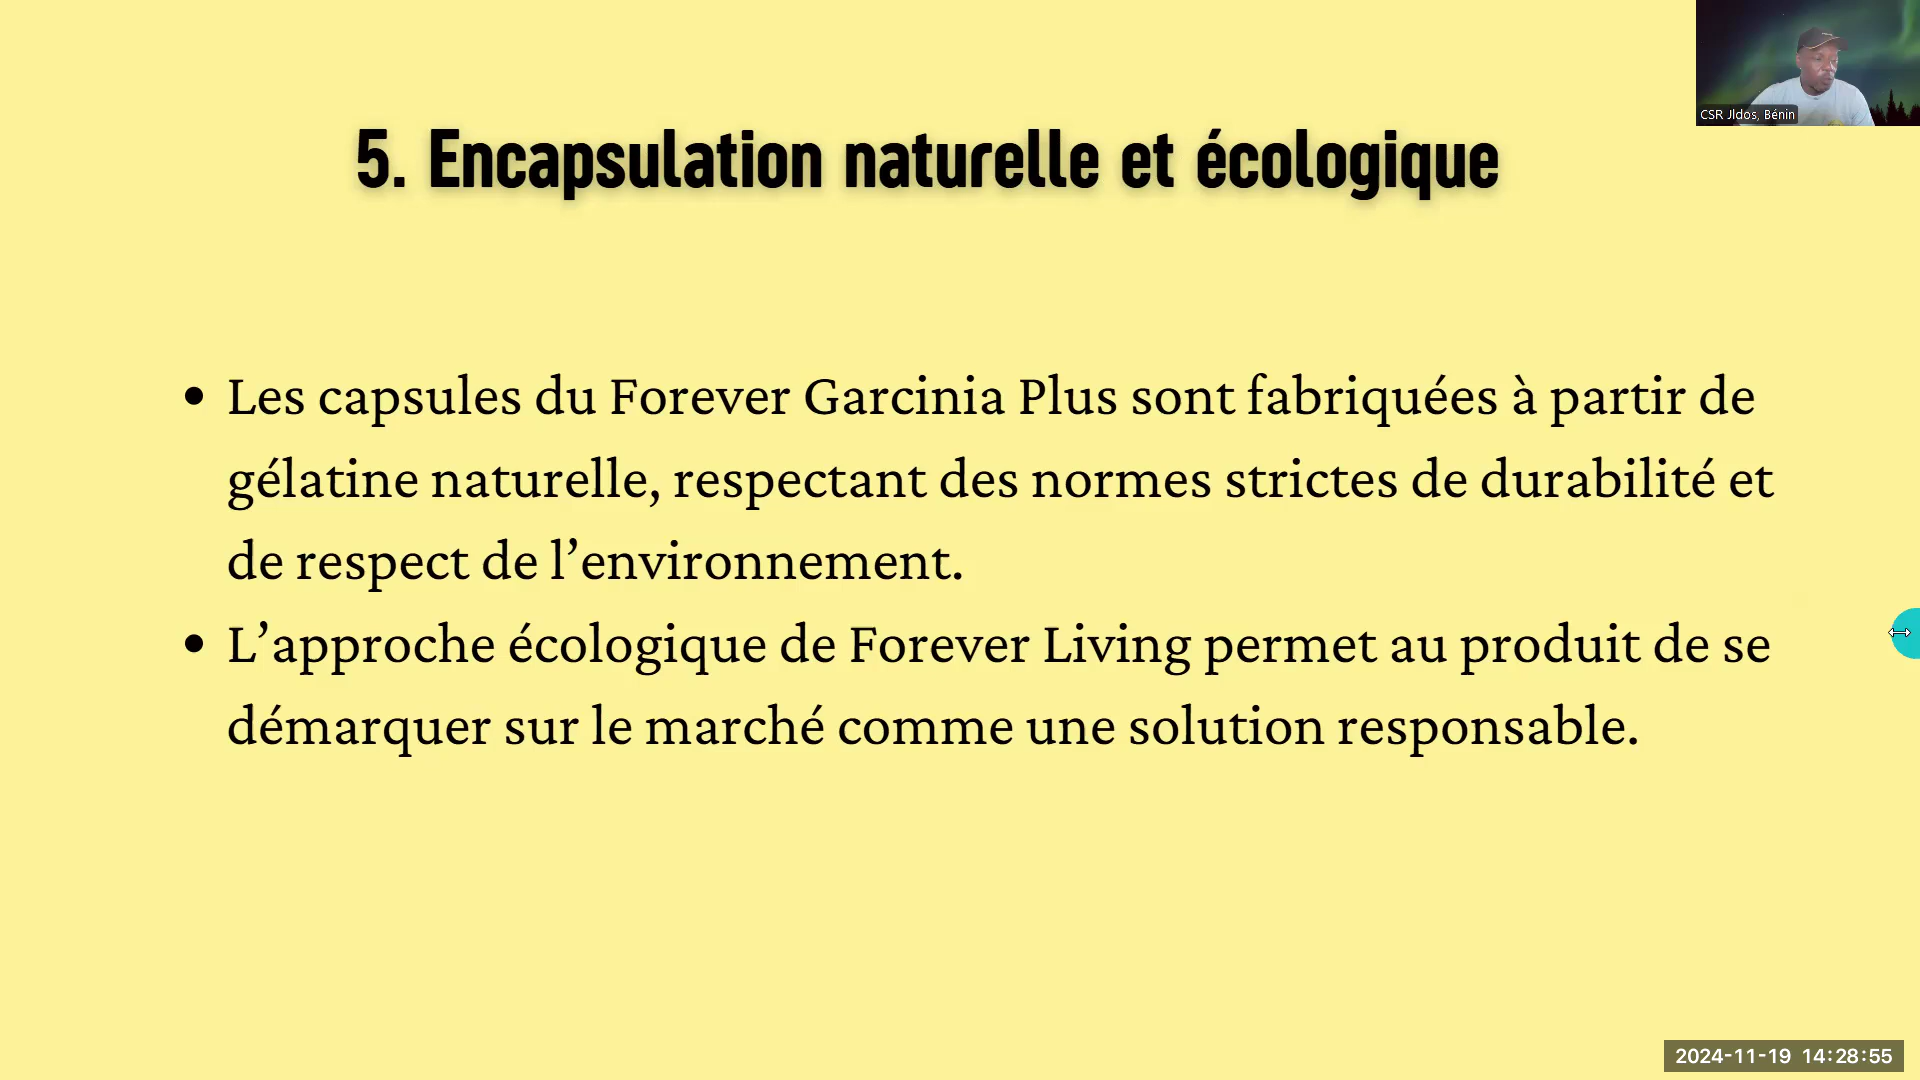 CSR Jldos, Bénin
5. Encapsulation naturelle et écologique
• Les capsules du Forever Garcinia Plus sont fabriquées à partir de
gélatine naturelle, respectant des normes strictes de durabilité et
de respect de l’environnement.
• L’approche écologique de Forever Living permet au produit de se
démarquer sur le marché comme une solution responsable.
2024-11-19 14:28:55